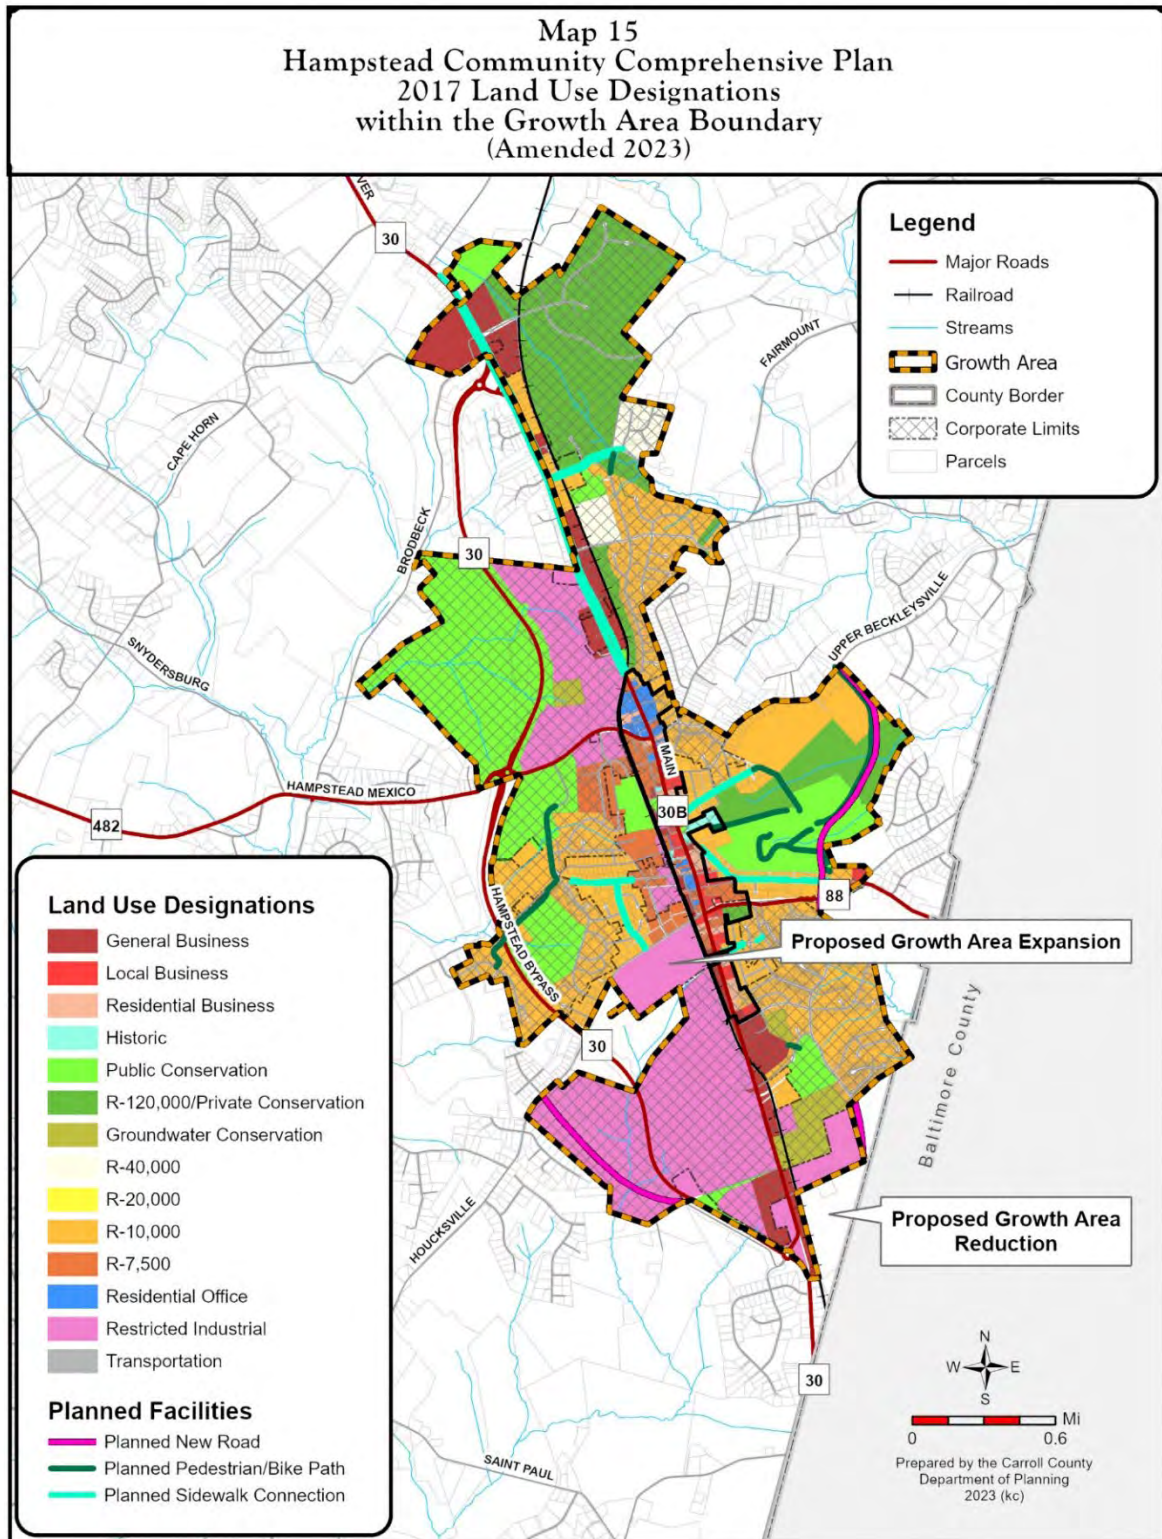 Map 15
Hampstead Community Comprehensive Plan
2017 Land Use Designations
within the Growth Area Boundary
(Amended 2023)
VER
30
Legend
Major Roads
Railroad
Streams
Growth Area
County Border
Corporate Limits
Parcels
FAIRMOUNT
CAPE HORN
BRODBECK
30
UPPER BECKLEYSVILLE
SNYDERSBURG
MAIN
HAMPSTEAD MEXICO
30B
482
88
HAMPSTEAD BYPASS
Proposed Growth Area Expansion
30
Baltimore County
HOUCKSVILLE
Proposed Growth Area
Reduction
Land Use Designations
General Business
Local Business
Residential Business
Historic
Public Conservation
R-120,000/Private Conservation
Groundwater Conservation
R-40,000
R-20,000
R-10,000
R-7,500
Residential Office
Restricted Industrial
Transportation
Planned Facilities
Planned New Road
Planned Pedestrian/Bike Path
Planned Sidewalk Connection
30
SAINT PAUL
N
W E
S
Mi
0 0.6
Prepared by the Carroll County
Department of Planning
2023 (kc)